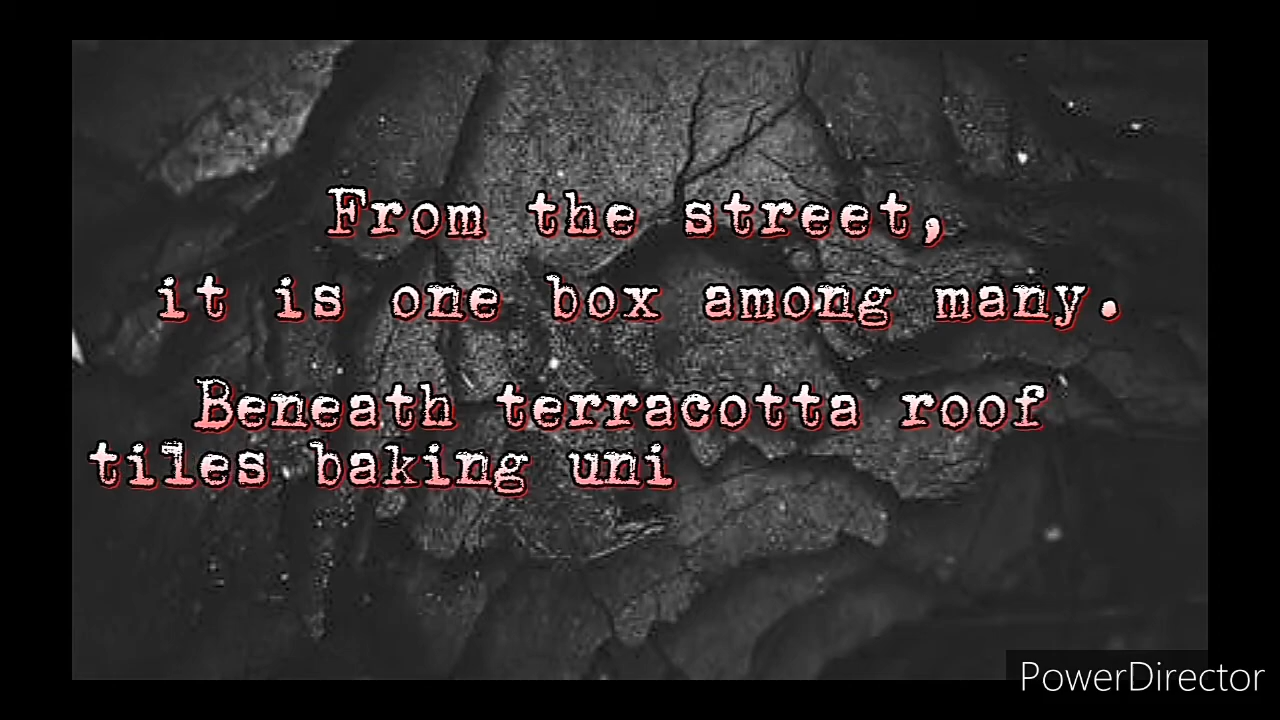 From the street,
it is one box among many.
Beneath terracotta roof
tiles baking uni
PowerDirector